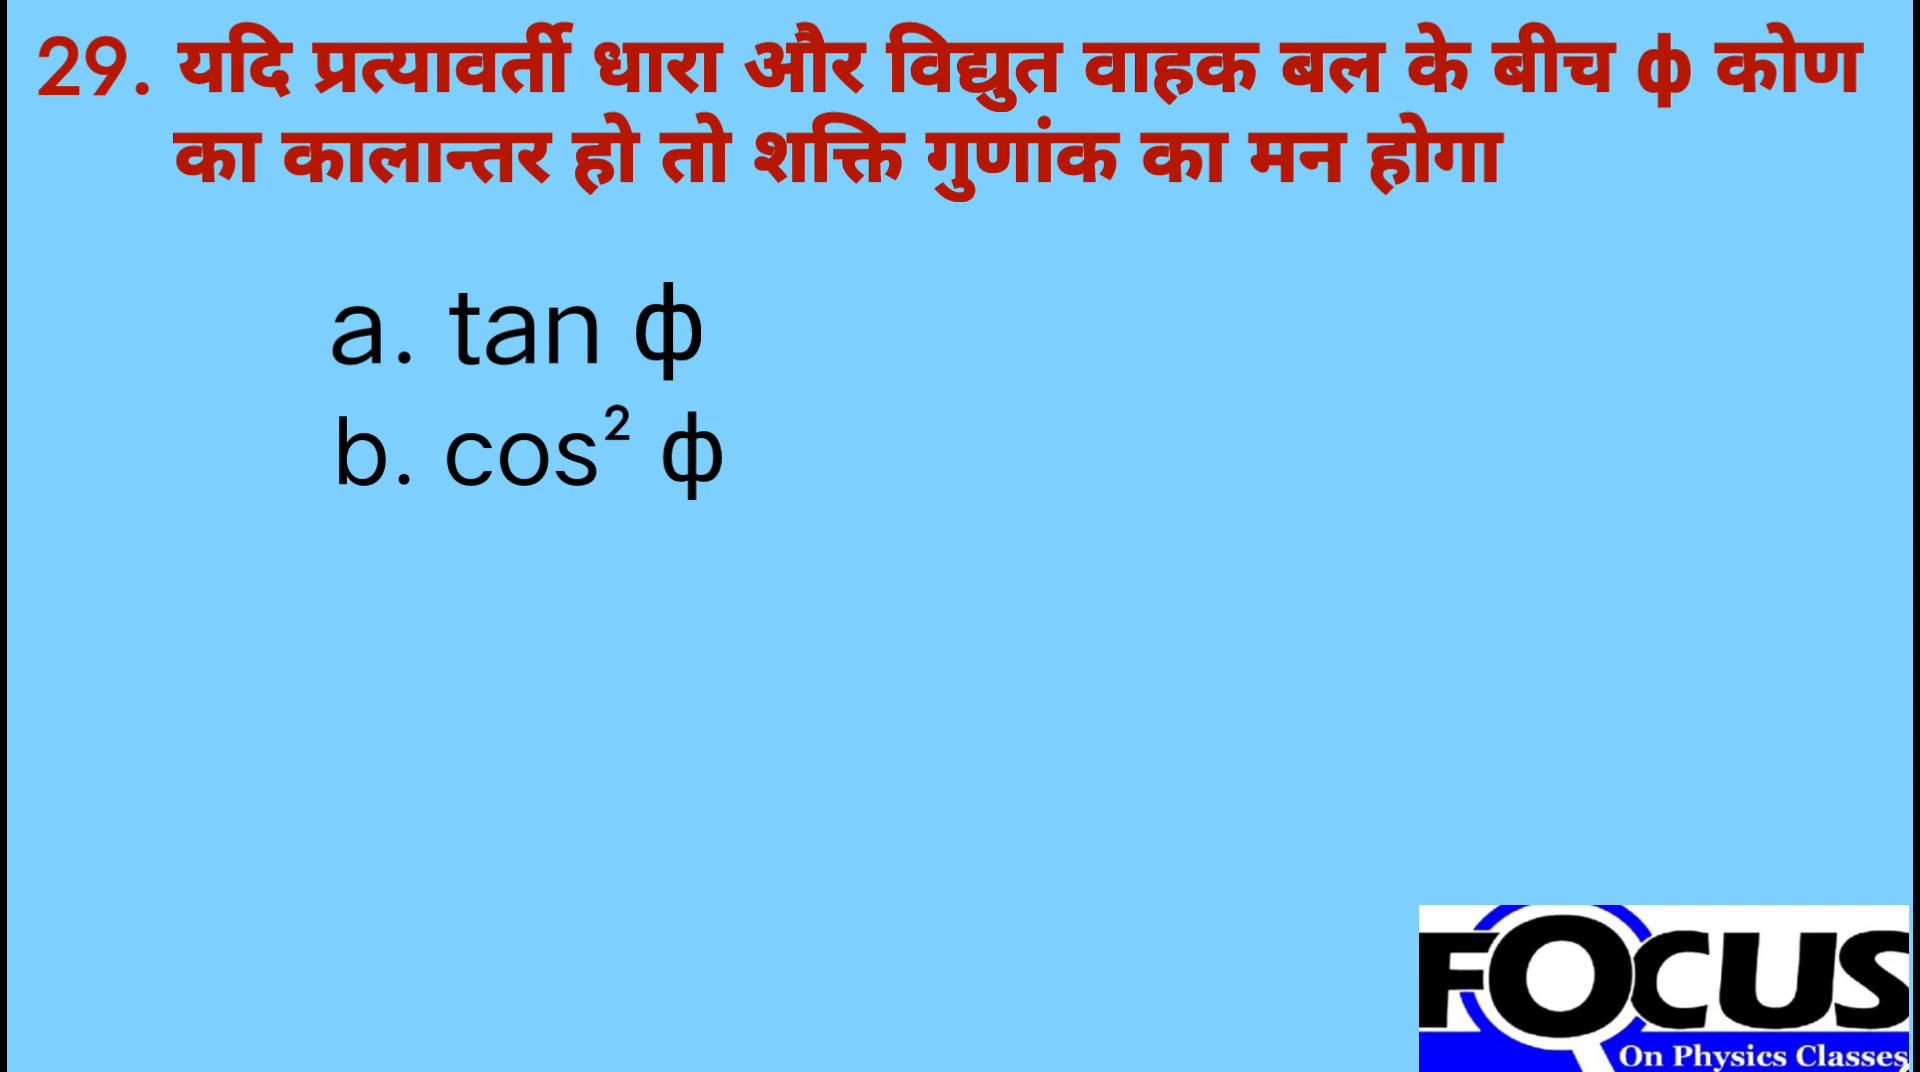 29. यदि प्रत्यावर्ती धारा और विद्युत वाहक बल के बीच ф कोण
का कालान्तर हो तो शक्ति गुणांक का मन होगा
a. tan ф
b. cos² ф
FOCUS
On Physics Classes